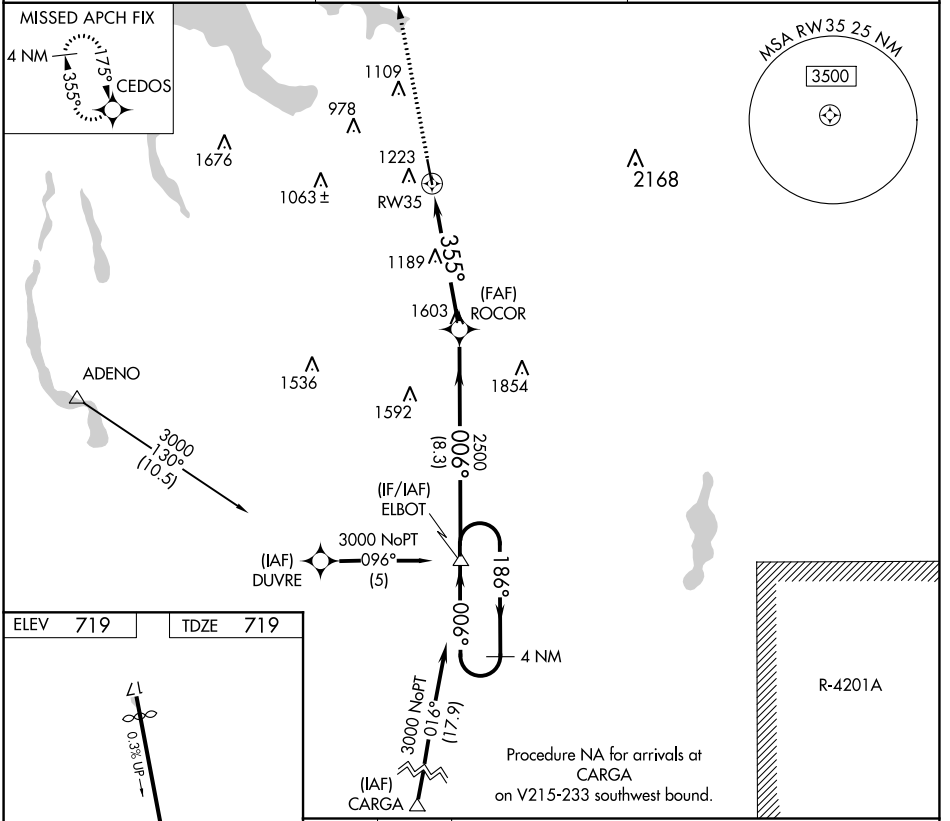 MISSED APCH FIX
4 NM
175°
355°
CEDOS
1109
978
1676
1223
1063 ±
RW35
2168
MSA RW35 25 NM
3500
355°
1189
(FAF)
ROCOR
1603
1536
1592
1854
ADENO
3000
130°
(10.5)
2500
006°
(8.3)
(IF/IAF)
ELBOT
3000 NoPT
096°
(5)
(IAF)
DUVRE
186°
006°
4 NM
3000 NoPT
016°
(17.9)
(IAF)
CARGA
Procedure NA for arrivals at
CARGA
on V215-233 southwest bound.
R-4201A
ELEV 719
TDZE 719
17
0.3% UP